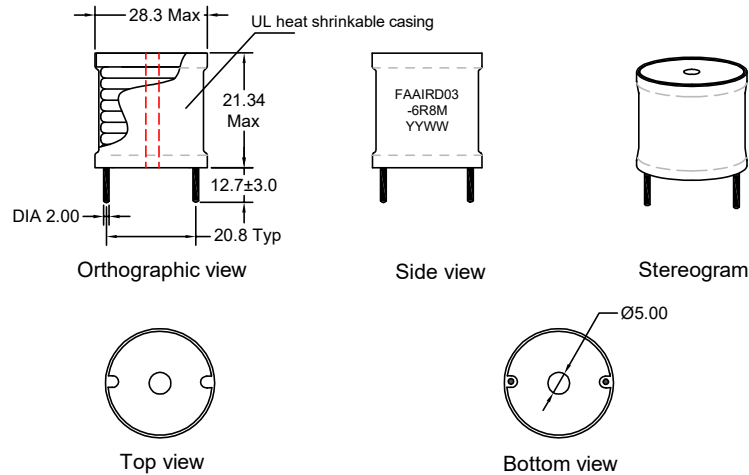 28.3 Max
UL heat shrinkable casing
21.34
Max
12.7±3.0
DIA 2.00
20.8 Typ
Orthographic view
FAAIRD03
-6R8M
YYWW
Side view
Stereogram
Top view
Ø5.00
Bottom view